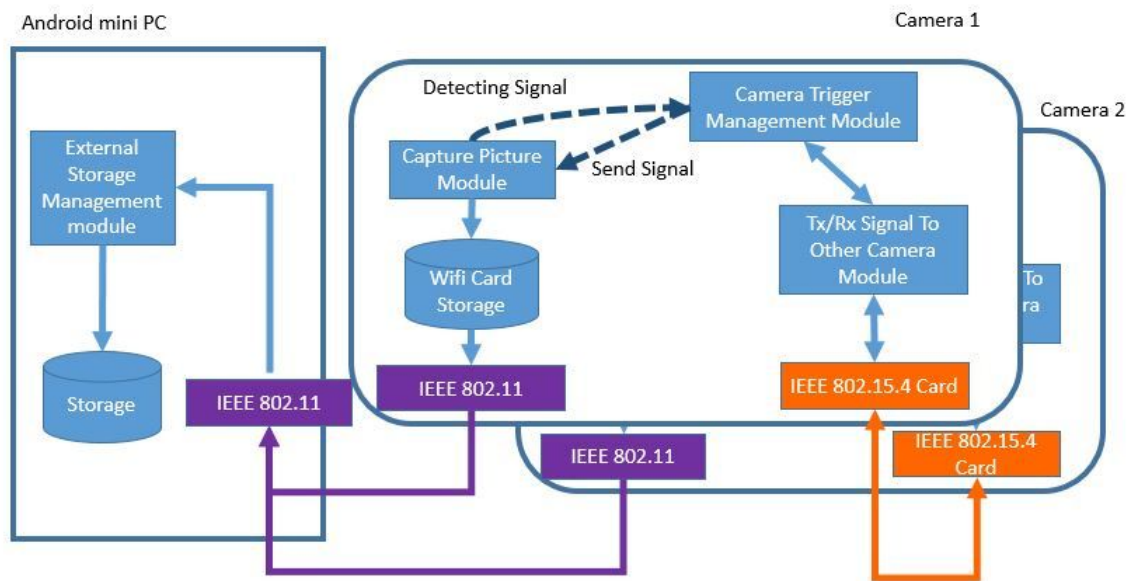 Android mini PC
Camera 1
Detecting Signal
Camera Trigger
Management Module
Camera 2
External
Storage
Management
module
Capture Picture
Module
Send Signal
Tx/Rx Signal To
Other Camera
Module
To
Wifi Card
Storage
Storage
IEEE 802.11
IEEE 802.11
IEEE 802.15.4 Card
IEEE 802.11
IEEE 802.15.4
Card